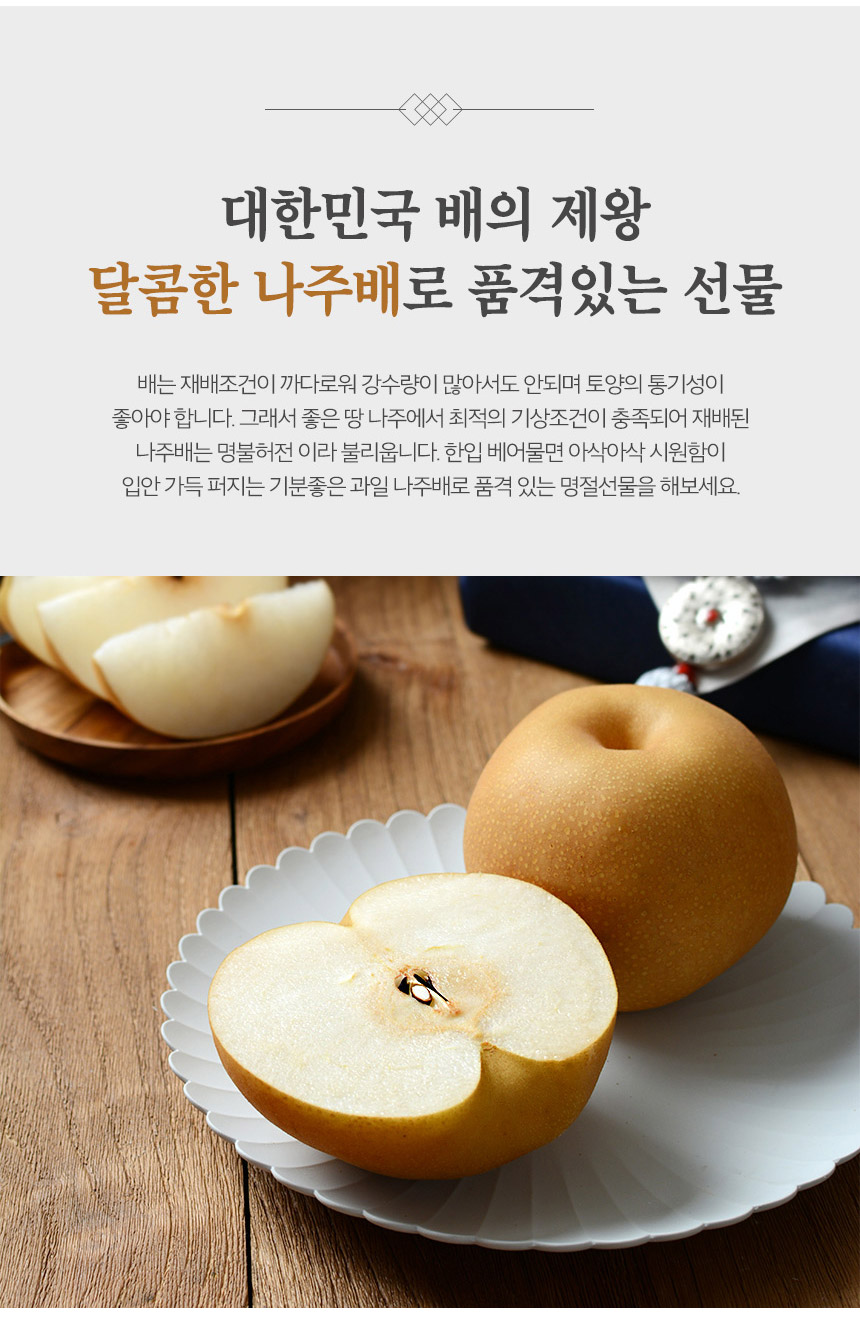 대한민국 배의 제왕
달콤한 나주배로 품격있는 선물
배는 재배조건이 까다로워 강수량이 많아서도 안되며 토양의 통기성이
좋아야 합니다. 그래서 좋은 땅 나주에서 최적의 기상조건이 충족되어 재배된
나주배는 명불허전 이라 불리웁니다. 한입 베어물면 아삭아삭 시원함이
입안 가득 퍼지는 기분좋은 과일 나주배로 품격 있는 명절선물을 해보세요.